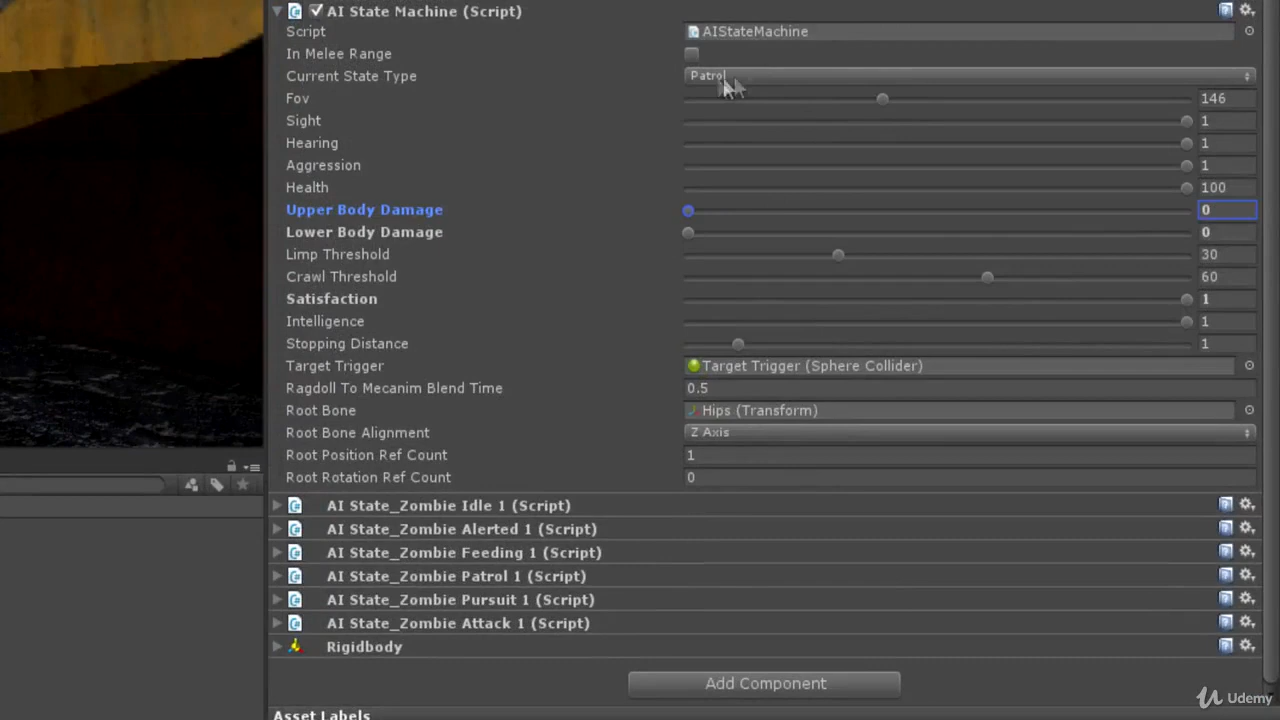 AI State Machine (Script)
Script AIStateMachine
In Melee Range
Current State Type Patrol
Fov 146
Sight 1
Hearing 1
Aggression 1
Health 100
Upper Body Damage 0
Lower Body Damage 0
Limp Threshold 30
Crawl Threshold 60
Satisfaction 1
Intelligence 1
Stopping Distance 1
Target Trigger Target Trigger (Sphere Collider)
Ragdoll To Mecanim Blend Time 0.5
Root Bone Hips (Transform)
Root Bone Alignment Z Axis
Root Position Ref Count 1
Root Rotation Ref Count 0
AI State_Zombie Idle 1 (Script)
AI State_Zombie Alerted 1 (Script)
AI State_Zombie Feeding 1 (Script)
AI State_Zombie Patrol 1 (Script)
AI State_Zombie Pursuit 1 (Script)
AI State_Zombie Attack 1 (Script)
Rigidbody
Add Component
Udemy
Asset Labels